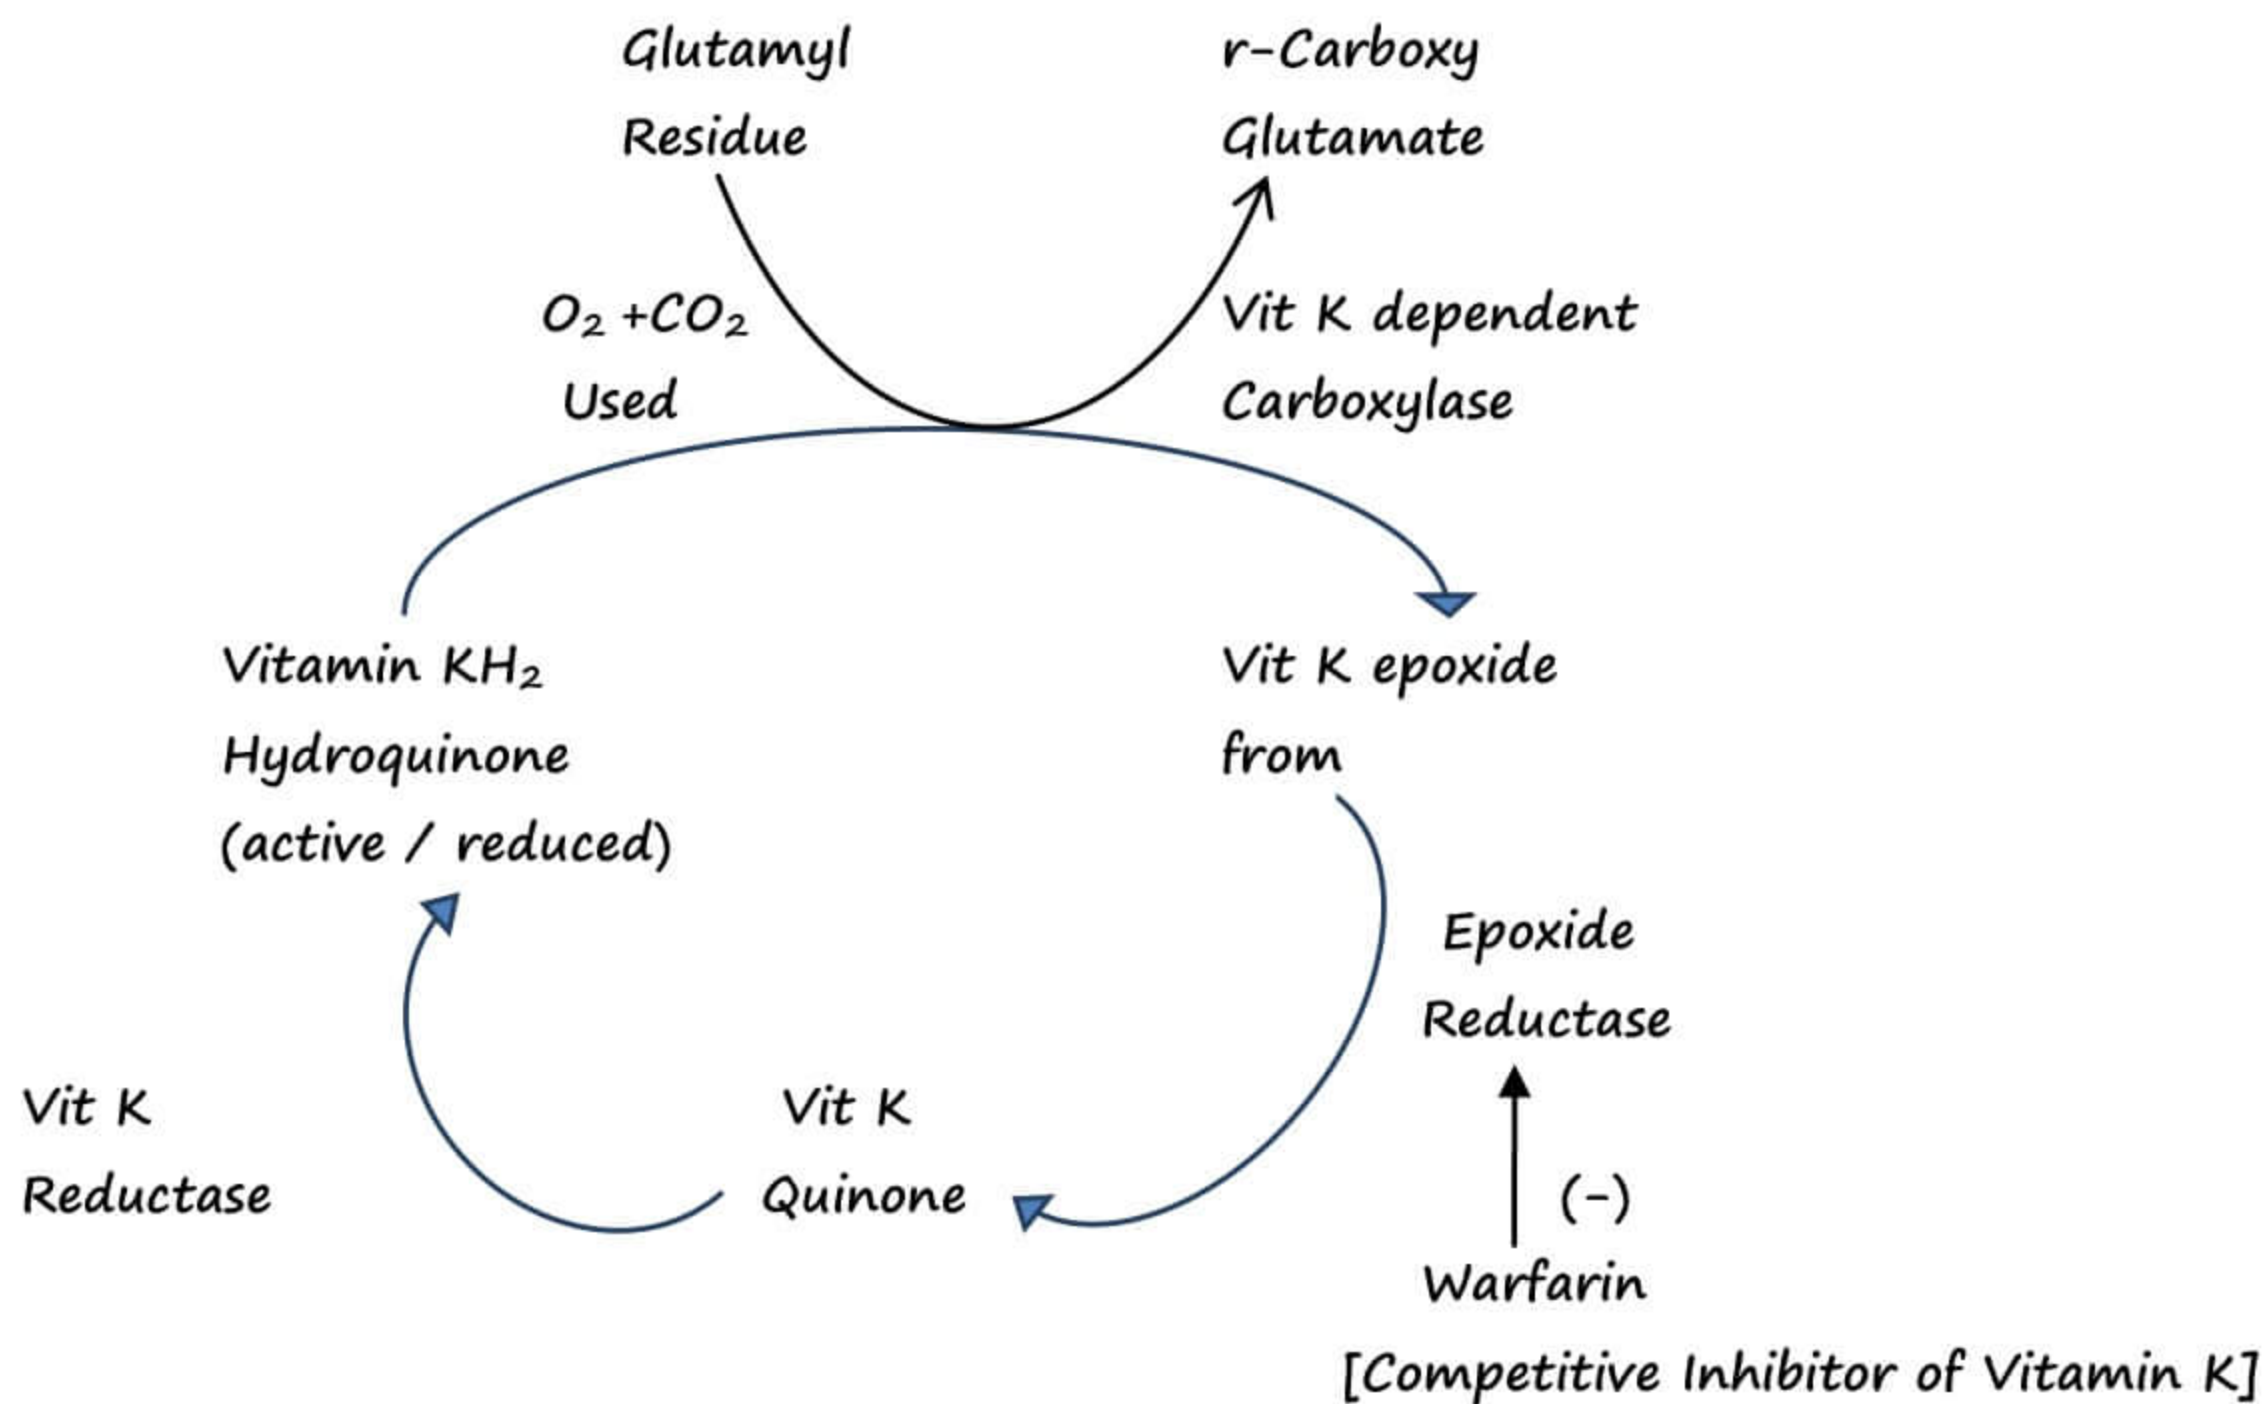 Glutamyl
Residue
r-Carboxy
Glutamate
O₂ +CO₂
Used
Vit K dependent
Carboxylase
Vitamin KH₂
Hydroquinone
(active / reduced)
Vit K epoxide
from
Epoxide
Reductase
Vit K
Reductase
Vit K
Quinone
(-)
Warfarin
[Competitive Inhibitor of Vitamin K]